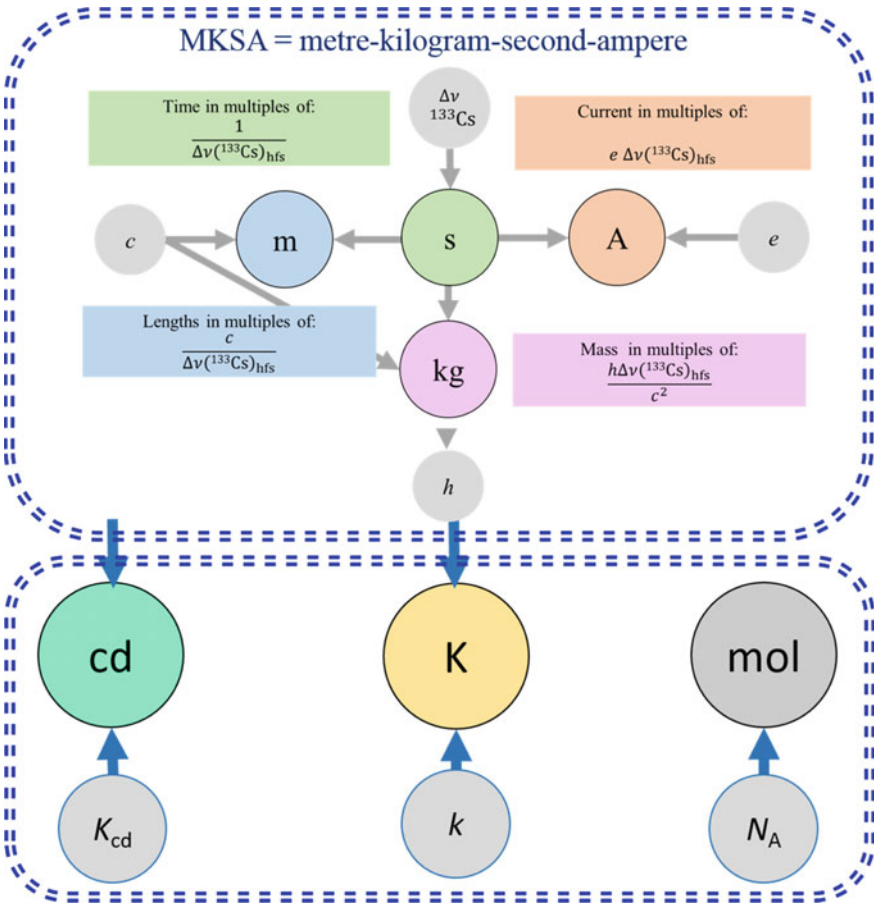 MKSA = metre-kilogram-second-ampere
Δν
¹³³Cs
Time in multiples of:
1
Δν(¹³³Cs)hfs
Current in multiples of:
e Δν(¹³³Cs)hfs
c
m
s
A
e
Lengths in multiples of:
c
Δν(¹³³Cs)hfs
kg
Mass in multiples of:
hΔν(¹³³Cs)hfs
c²
h
cd
K
mol
Kcd
k
NA